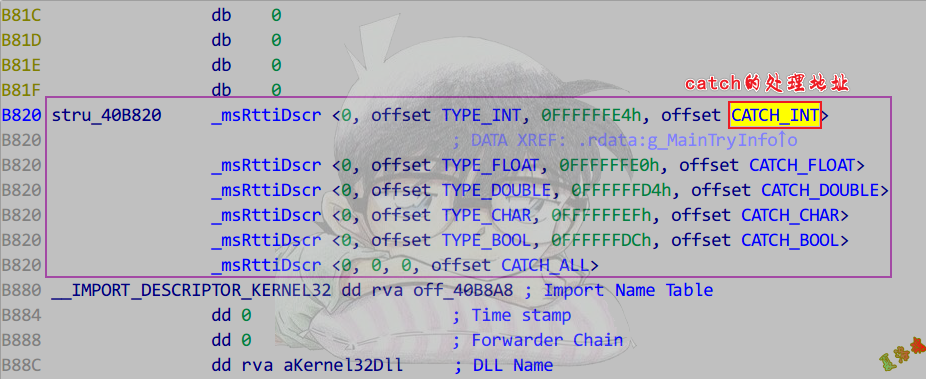 B81C db 0
B81D db 0
B81E db 0
B81F db 0
catch的处理地址
B820 stru_40B820 _msRttiDscr <0, offset TYPE_INT, 0FFFFFFE4h, offset CATCH_INT>
B820 ; DATA XREF: .rdata:g_MainTryInfo↑o
B820 _msRttiDscr <0, offset TYPE_FLOAT, 0FFFFFFE0h, offset CATCH_FLOAT>
B820 _msRttiDscr <0, offset TYPE_DOUBLE, 0FFFFFFD4h, offset CATCH_DOUBLE>
B820 _msRttiDscr <0, offset TYPE_CHAR, 0FFFFFFEFh, offset CATCH_CHAR>
B820 _msRttiDscr <0, offset TYPE_BOOL, 0FFFFFFDCh, offset CATCH_BOOL>
B820 _msRttiDscr <0, 0, 0, offset CATCH_ALL>
B880 __IMPORT_DESCRIPTOR_KERNEL32 dd rva off_40B8A8 ; Import Name Table
B884 dd 0 ; Time stamp
B888 dd 0 ; Forwarder Chain
B88C dd rva aKernel32Dll ; DLL Name